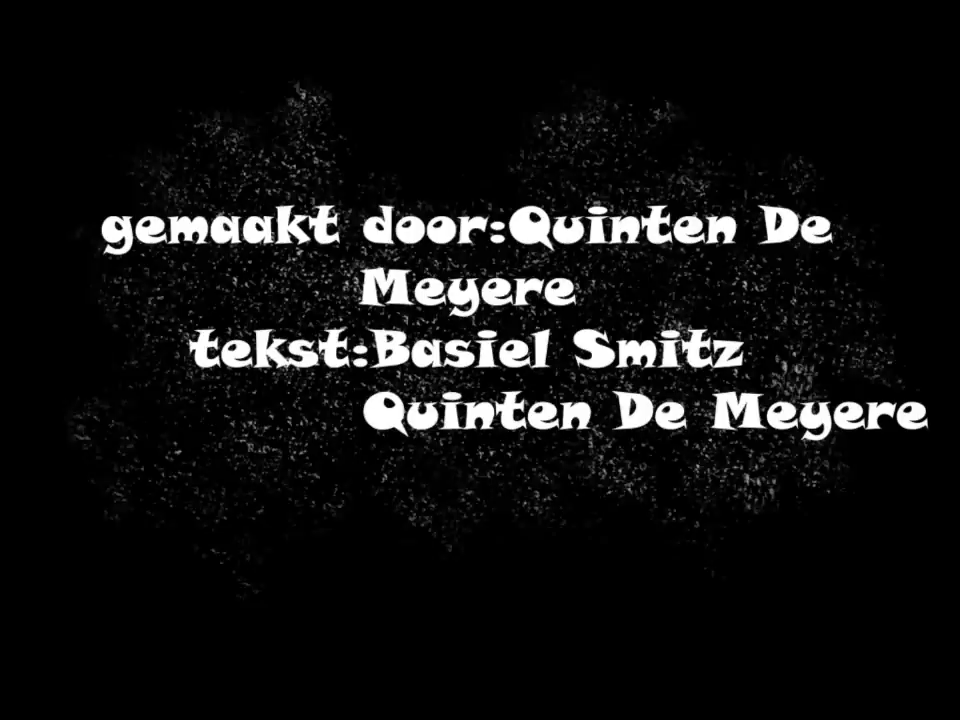 gemaakt door:Quinten De
Meyere
tekst:Basiel Smitz
Quinten De Meyere